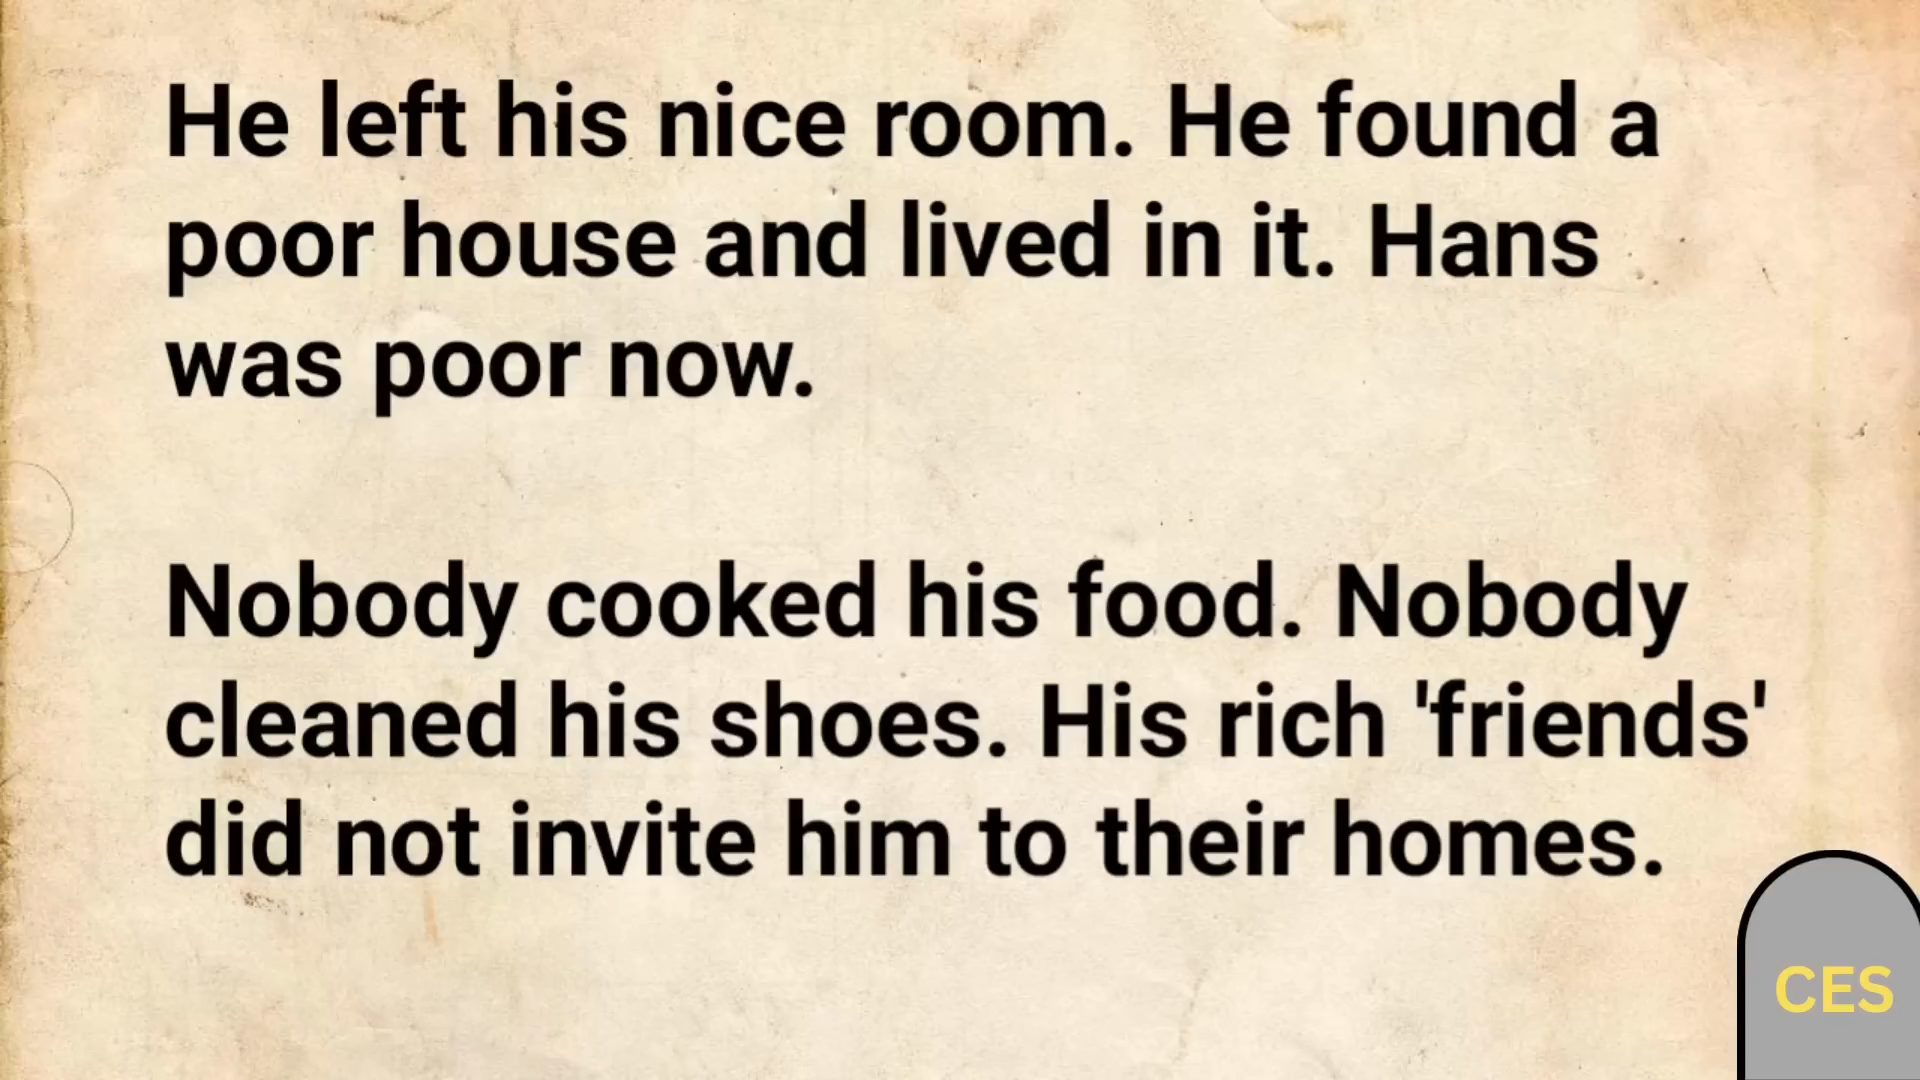 He left his nice room. He found a
poor house and lived in it. Hans
was poor now.
Nobody cooked his food. Nobody
cleaned his shoes. His rich 'friends'
did not invite him to their homes.
CES